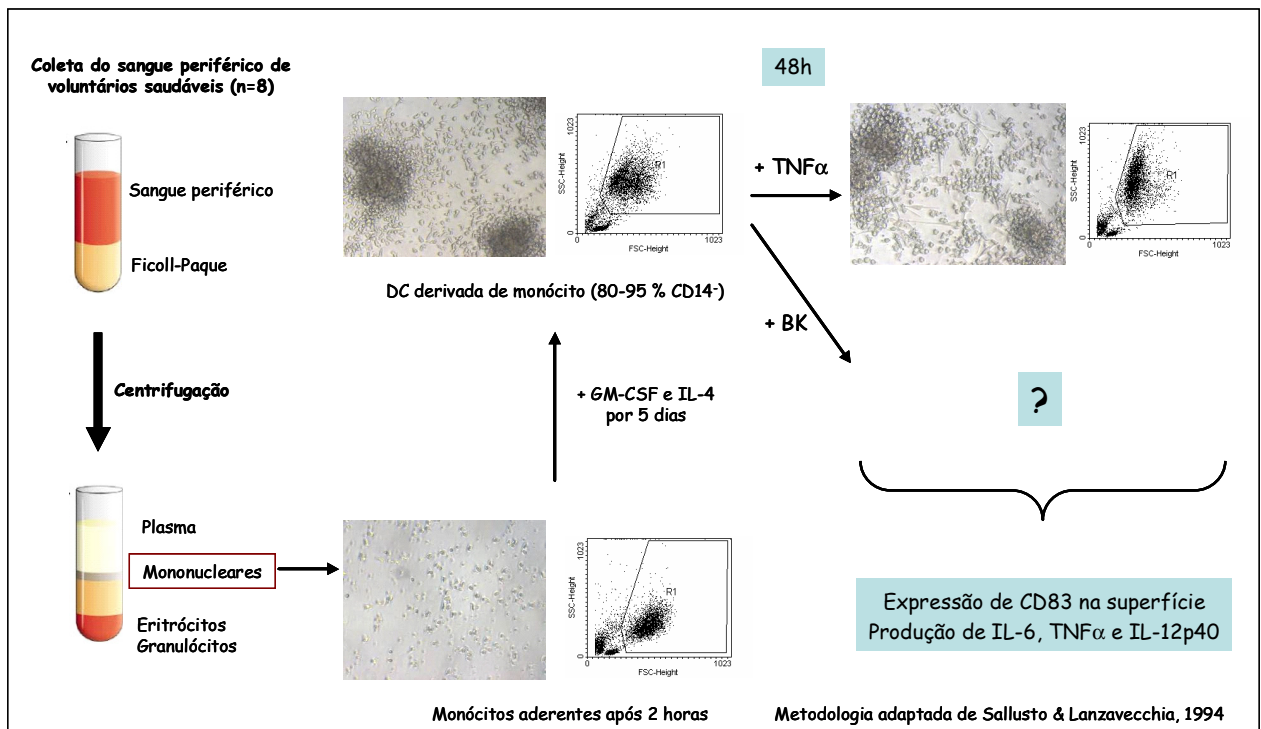 Coleta do sangue periférico de
voluntários saudáveis (n=8)
Sangue periférico
Ficoll-Paque
Centrifugação
Plasma
Mononucleares
Eritrócitos
Granulócitos
Monócitos aderentes após 2 horas
SSC-Height
1023
0
R1
0
1023
FSC-Height
+ GM-CSF e IL-4
por 5 dias
DC derivada de monócito (80-95 % CD14-)
SSC-Height
1023
0
R1
0
1023
FSC-Height
48h
+ TNFα
+ BK
SSC-Height
1023
0
R1
0
1023
FSC-Height
?
Expressão de CD83 na superfície
Produção de IL-6, TNFα e IL-12p40
Metodologia adaptada de Sallusto & Lanzavecchia, 1994